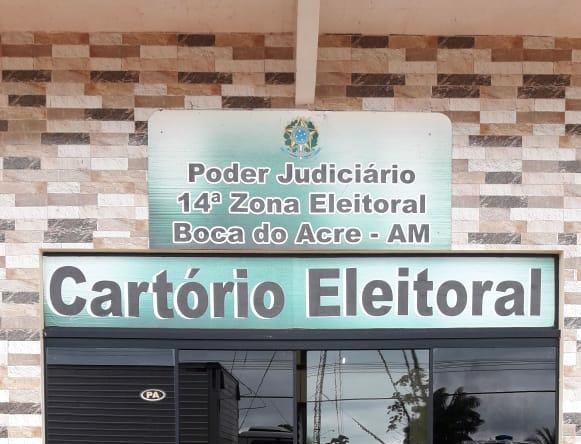 Poder Judiciário
14ª Zona Eleitoral
Boca do Acre - AM
Cartório Eleitoral
PA